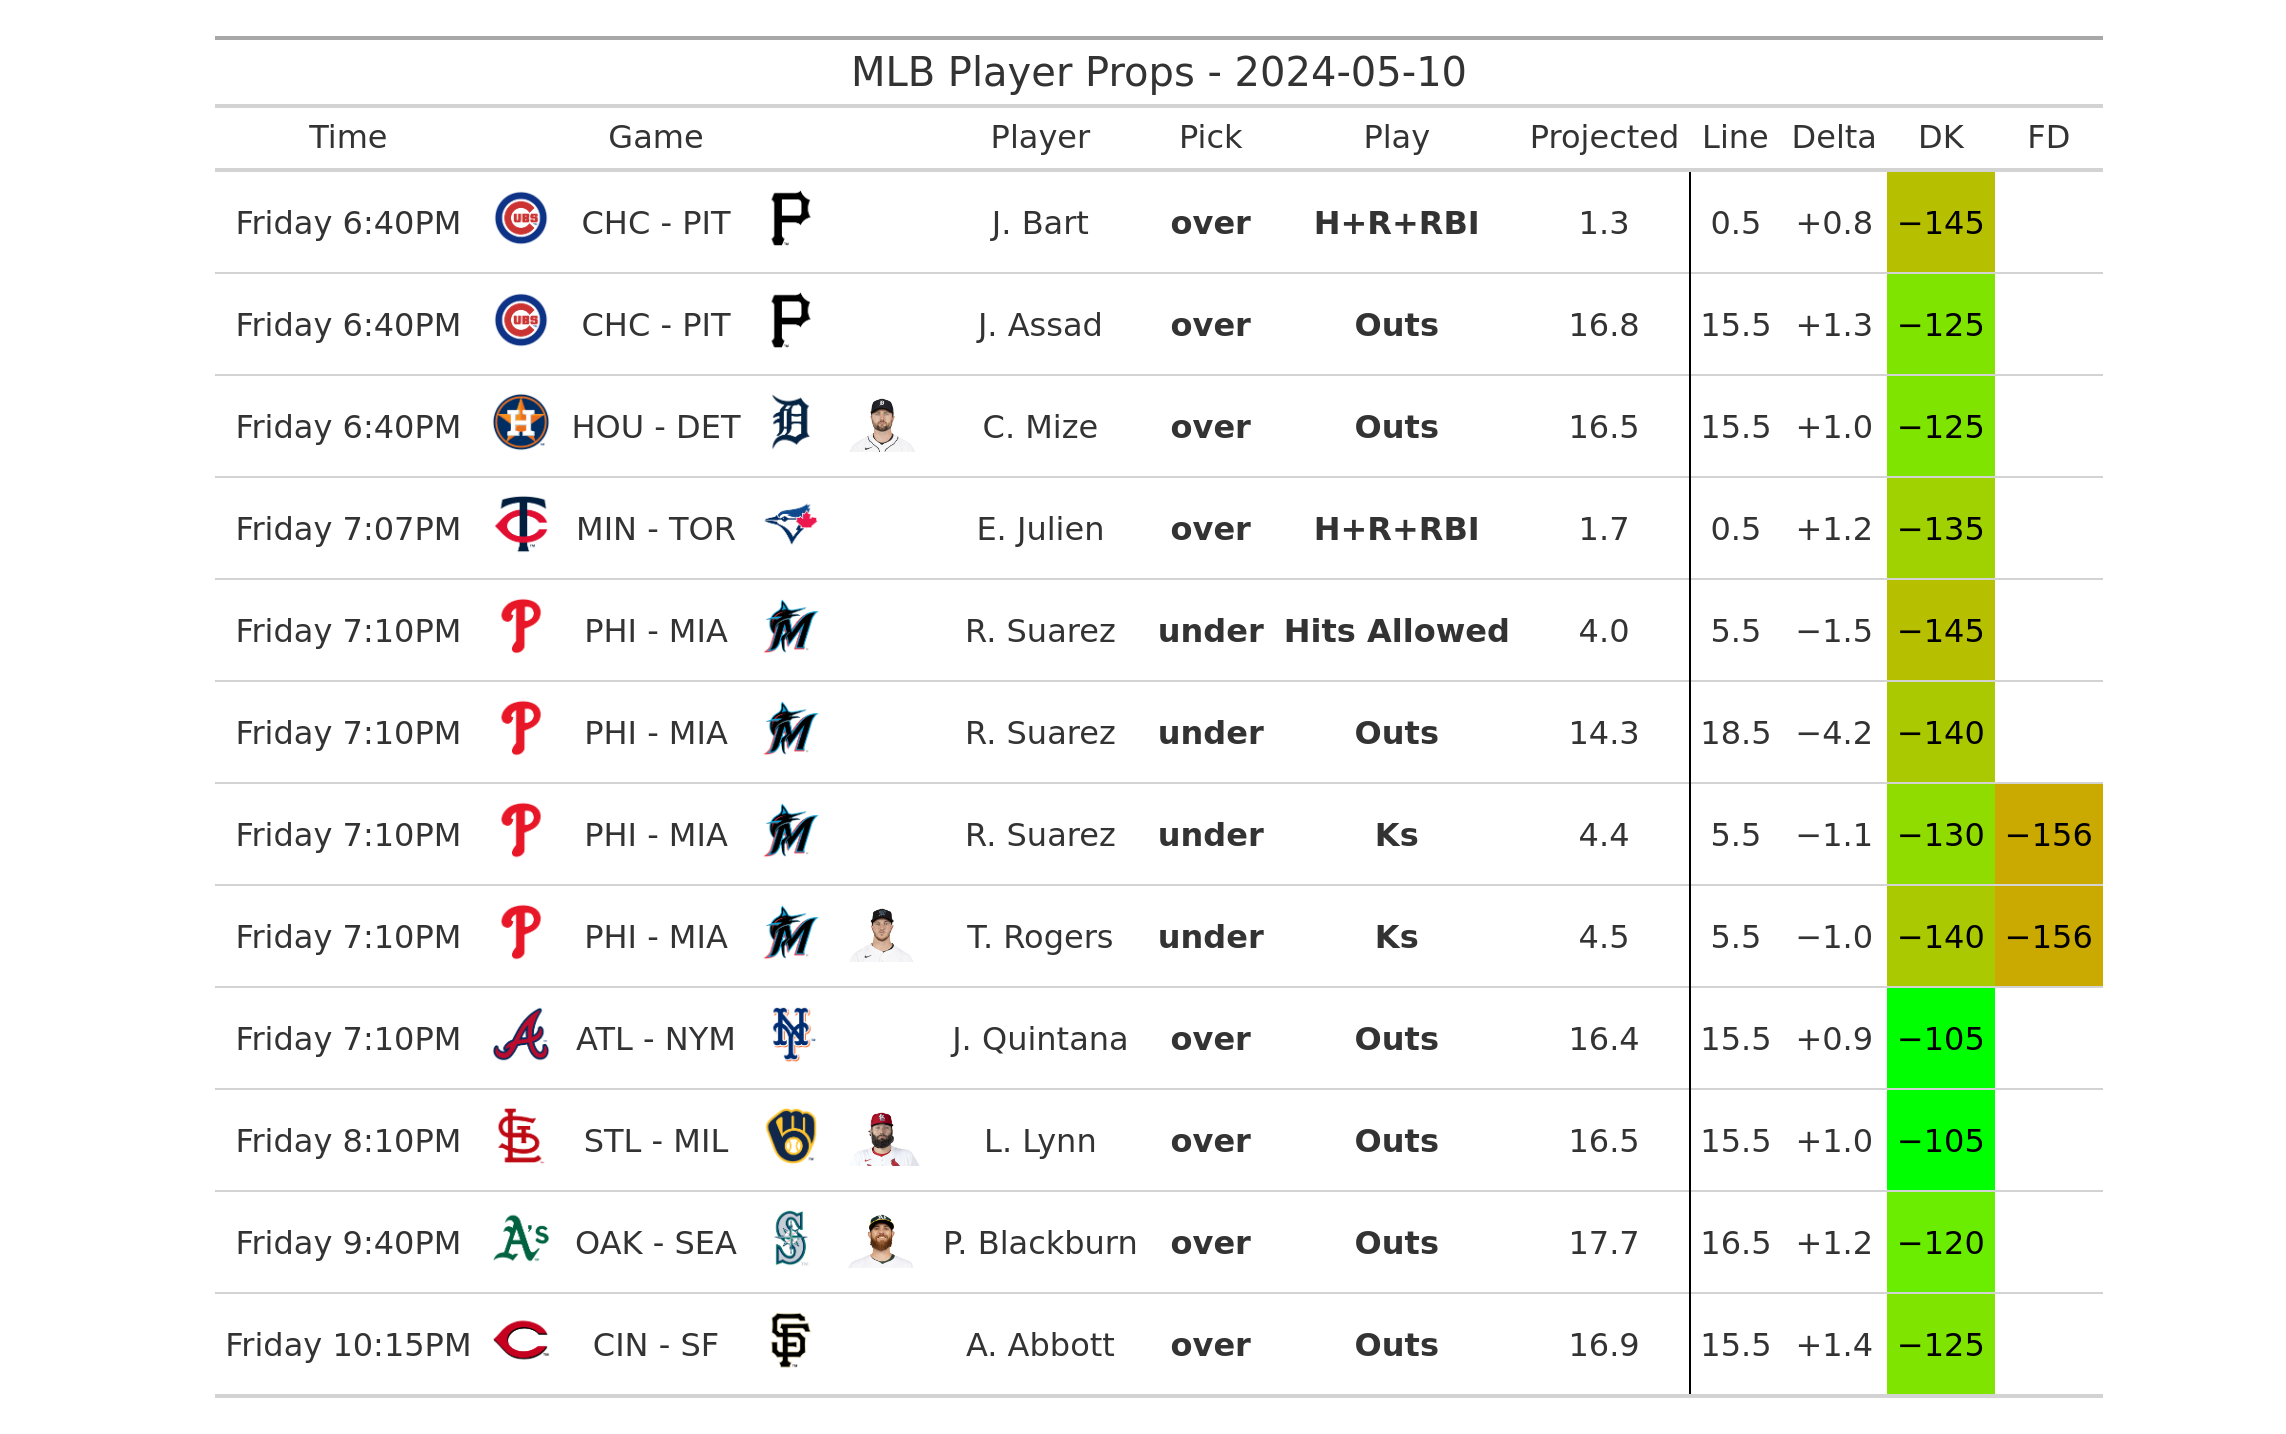 MLB Player Props - 2024-05-10
Time Game Player Pick Play Projected Line Delta DK FD
Friday 6:40PM CHC - PIT J. Bart over H+R+RBI 1.3 0.5 +0.8 −145
Friday 6:40PM CHC - PIT J. Assad over Outs 16.8 15.5 +1.3 −125
Friday 6:40PM HOU - DET C. Mize over Outs 16.5 15.5 +1.0 −125
Friday 7:07PM MIN - TOR E. Julien over H+R+RBI 1.7 0.5 +1.2 −135
Friday 7:10PM PHI - MIA R. Suarez under Hits Allowed 4.0 5.5 −1.5 −145
Friday 7:10PM PHI - MIA R. Suarez under Outs 14.3 18.5 −4.2 −140
Friday 7:10PM PHI - MIA R. Suarez under Ks 4.4 5.5 −1.1 −130 −156
Friday 7:10PM PHI - MIA T. Rogers under Ks 4.5 5.5 −1.0 −140 −156
Friday 7:10PM ATL - NYM J. Quintana over Outs 16.4 15.5 +0.9 −105
Friday 8:10PM STL - MIL L. Lynn over Outs 16.5 15.5 +1.0 −105
Friday 9:40PM OAK - SEA P. Blackburn over Outs 17.7 16.5 +1.2 −120
Friday 10:15PM CIN - SF A. Abbott over Outs 16.9 15.5 +1.4 −125